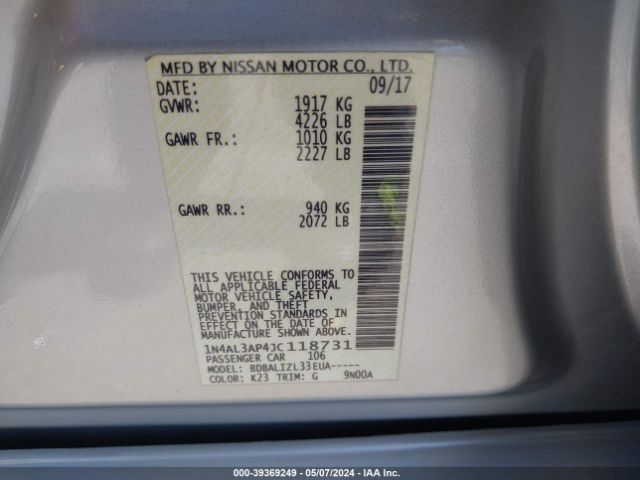 MFD BY NISSAN MOTOR CO., LTD.
DATE: 09/17
GVWR: 1917 KG
4226 LB
GAWR FR.: 1010 KG
2227 LB
GAWR RR.: 940 KG
2072 LB
THIS VEHICLE CONFORMS TO
ALL APPLICABLE FEDERAL
MOTOR VEHICLE SAFETY,
BUMPER, AND THEFT
PREVENTION STANDARDS IN
EFFECT ON THE DATE OF
MANUFACTURE SHOWN ABOVE.
1N4AL3AP4JC118731
PASSENGER CAR 106
MODEL: BDBALIZL33EUA-----
COLOR: K23 TRIM: G 9N00A
000-39369249 - 05/07/2024 - IAA Inc.